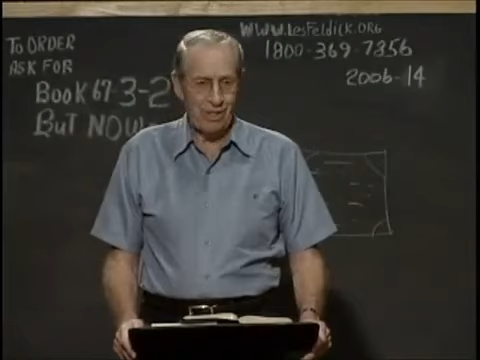 To ORDER
ASK FOR
BOOK 67-3-2
BUT NOW
WWW.LesFeldick.ORG
1800-369-7856
2006-14